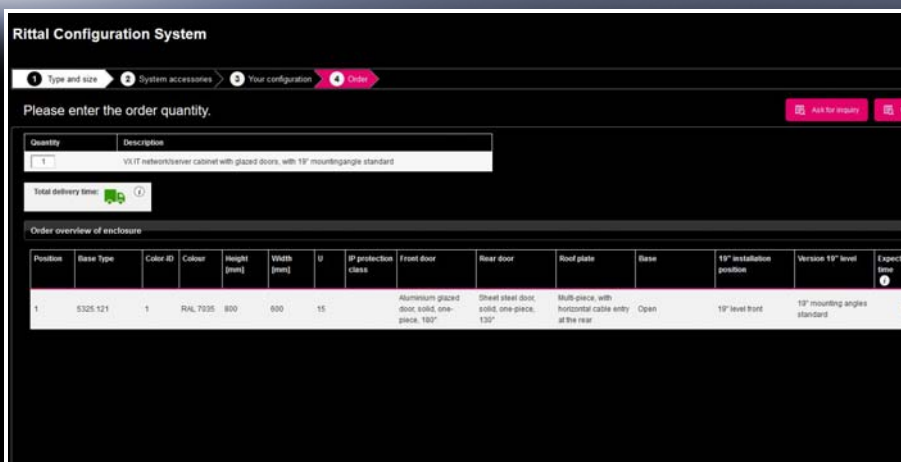 Rittal Configuration System
1 Type and size 2 System accessories 3 Your configuration 4 Order
Please enter the order quantity.
Ask for inquiry
Quantity Description
1 VX IT network/server cabinet with glazed doors, with 19" mountingangle standard
Total delivery time: i
Order overview of enclosure
Position Base Type Color-ID Colour Height Width U IP protection Front door Rear door Roof plate Base 19" installation Version 19" level Expect
[mm] [mm] class position time
i
Aluminium glazed Sheet steel door, Multi-piece, with
1 5325.121 1 RAL 7035 800 600 15 door, solid, one- solid, one-piece, horizontal cable entry Open 19" level front 19" mounting angles
piece, 180° 130° at the rear standard